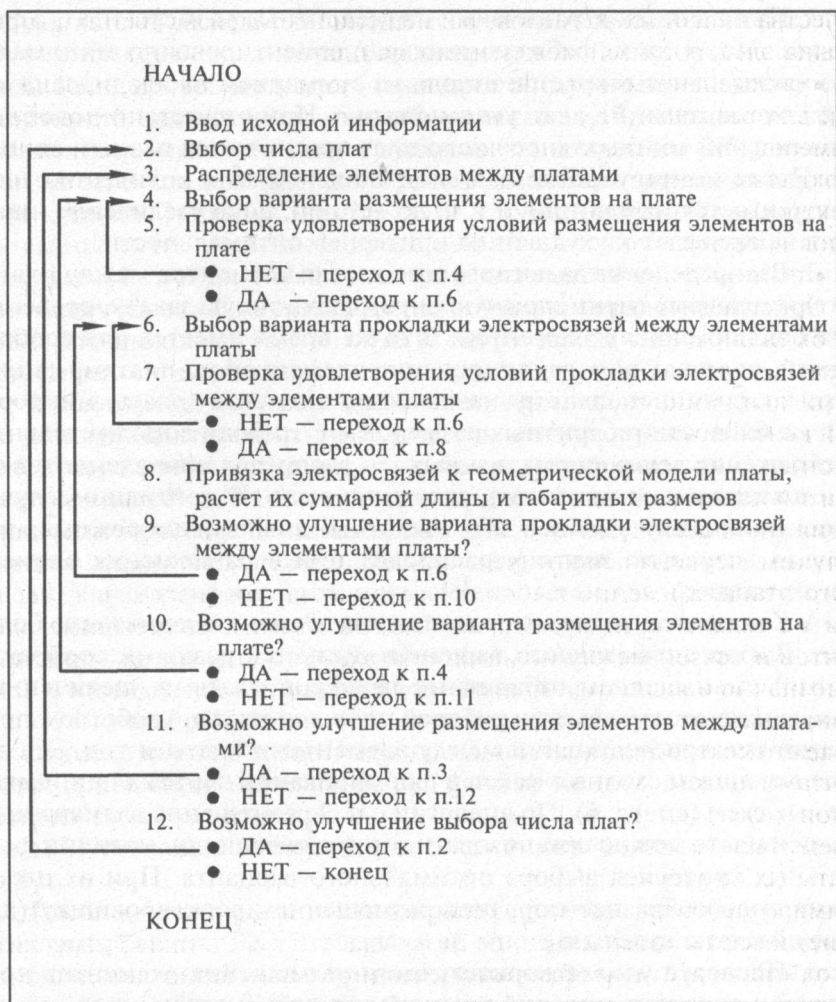 НАЧАЛО
1. Ввод исходной информации
2. Выбор числа плат
3. Распределение элементов между платами
4. Выбор варианта размещения элементов на плате
5. Проверка удовлетворения условий размещения элементов на
плате
● НЕТ — переход к п.4
● ДА — переход к п.6
6. Выбор варианта прокладки электросвязей между элементами
платы
7. Проверка удовлетворения условий прокладки электросвязей
между элементами платы
● НЕТ — переход к п.6
● ДА — переход к п.8
8. Привязка электросвязей к геометрической модели платы,
расчет их суммарной длины и габаритных размеров
9. Возможно улучшение варианта прокладки электросвязей
между элементами платы?
● ДА — переход к п.6
● НЕТ — переход к п.10
10. Возможно улучшение варианта размещения элементов на
плате?
● ДА — переход к п.4
● НЕТ — переход к п.11
11. Возможно улучшение размещения элементов между плата-
ми?
● ДА — переход к п.3
● НЕТ — переход к п.12
12. Возможно улучшение выбора числа плат?
● ДА — переход к п.2
● НЕТ — конец
КОНЕЦ